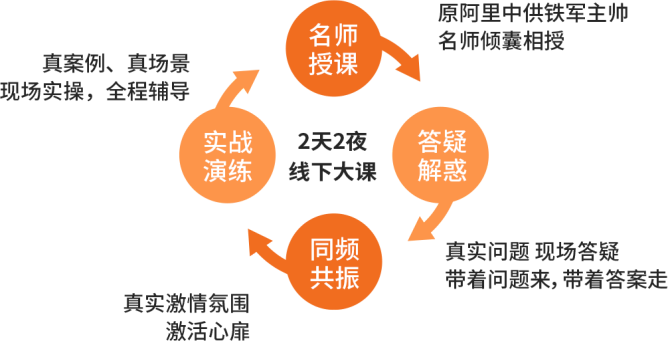 名师
授课
原阿里中供铁军主帅
名师倾囊相授
答疑
解惑
真实问题 现场答疑
带着问题来,带着答案走
同频
共振
真实激情氛围
激活心扉
实战
演练
真案例、真场景
现场实操，全程辅导
2天2夜
线下大课